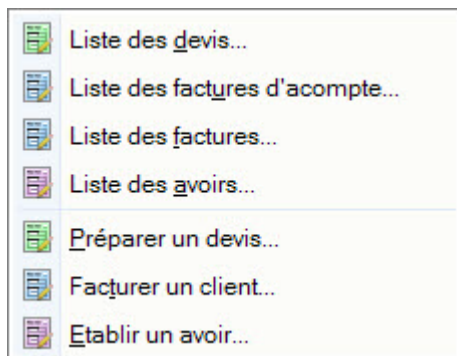 Liste des devis...
Liste des factures d'acompte...
Liste des factures...
Liste des avoirs...
Préparer un devis...
Facturer un client...
Etablir un avoir...